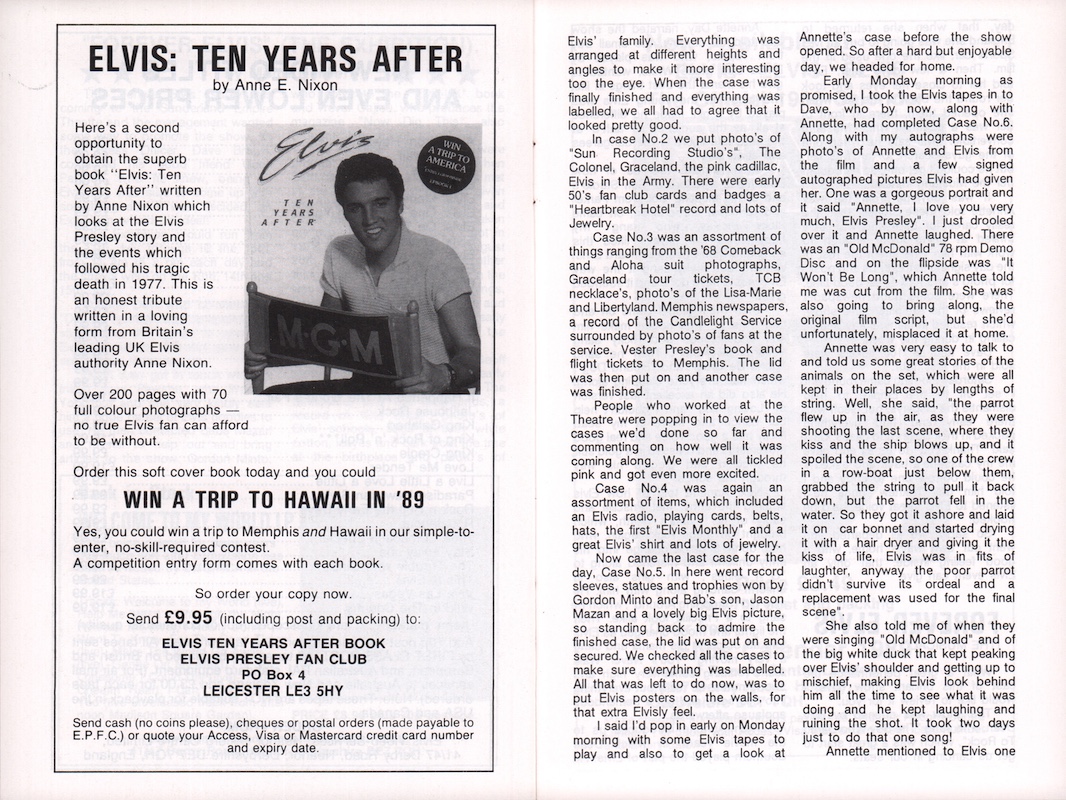 ELVIS: TEN YEARS AFTER
by Anne E. Nixon
Here's a second
opportunity to
obtain the superb
book "Elvis: Ten
Years After" written
by Anne Nixon which
looks at the Elvis
Presley story and
the events which
followed his tragic
death in 1977. This is
an honest tribute
written in a loving
form from Britain's
leading UK Elvis
authority Anne Nixon.
Over 200 pages with 70
full colour photographs —
no true Elvis fan can afford
to be without.
Elvis
TEN
YEARS
AFTER
WIN
A TRIP TO
AMERICA
M·G·M
Order this soft cover book today and you could
WIN A TRIP TO HAWAII IN '89
Yes, you could win a trip to Memphis and Hawaii in our simple-to-
enter, no-skill-required contest.
A competition entry form comes with each book.
So order your copy now.
Send £9.95 (including post and packing) to:
ELVIS TEN YEARS AFTER BOOK
ELVIS PRESLEY FAN CLUB
PO Box 4
LEICESTER LE3 5HY
Send cash (no coins please), cheques or postal orders (made payable to
E.P.F.C.) or quote your Access, Visa or Mastercard credit card number
and expiry date.
Elvis' family. Everything was
arranged at different heights and
angles to make it more interesting
too the eye. When the case was
finally finished and everything was
labelled, we all had to agree that it
looked pretty good.
In case No.2 we put photo's of
"Sun Recording Studio's", The
Colonel, Graceland, the pink cadillac,
Elvis in the Army. There were early
50's fan club cards and badges a
"Heartbreak Hotel" record and lots of
Jewelry.
Case No.3 was an assortment of
things ranging from the '68 Comeback
and Aloha suit photographs,
Graceland tour tickets, TCB
necklace's, photo's of the Lisa-Marie
and Libertyland. Memphis newspapers,
a record of the Candlelight Service
surrounded by photo's of fans at the
service. Vester Presley's book and
flight tickets to Memphis. The lid
was then put on and another case
was finished.
People who worked at the
Theatre were popping in to view the
cases we'd done so far and
commenting on how well it was
coming along. We were all tickled
pink and got even more excited.
Case No.4 was again an
assortment of items, which included
an Elvis radio, playing cards, belts,
hats, the first "Elvis Monthly" and a
great Elvis' shirt and lots of jewelry.
Now came the last case for the
day, Case No.5. In here went record
sleeves, statues and trophies won by
Gordon Minto and Bab's son, Jason
Mazan and a lovely big Elvis picture,
so standing back to admire the
finished case, the lid was put on and
secured. We checked all the cases to
make sure everything was labelled.
All that was left to do now, was to
put Elvis posters on the walls, for
that extra Elvisly feel.
I said I'd pop in early on Monday
morning with some Elvis tapes to
play and also to get a look at
Annette's case before the show
opened. So after a hard but enjoyable
day, we headed for home.
Early Monday morning as
promised, I took the Elvis tapes in to
Dave, who by now, along with
Annette, had completed Case No.6.
Along with my autographs were
photo's of Annette and Elvis from
the film and a few signed
autographed pictures Elvis had given
her. One was a gorgeous portrait and
it said "Annette, I love you very
much, Elvis Presley". I just drooled
over it and Annette laughed. There
was an "Old McDonald" 78 rpm Demo
Disc and on the flipside was "It
Won't Be Long", which Annette told
me was cut from the film. She was
also going to bring along, the
original film script, but she'd
unfortunately, misplaced it at home.
Annette was very easy to talk to
and told us some great stories of the
animals on the set, which were all
kept in their places by lengths of
string. Well, she said, "the parrot
flew up in the air, as they were
shooting the last scene, where they
kiss and the ship blows up, and it
spoiled the scene, so one of the crew
in a row-boat just below them,
grabbed the string to pull it back
down, but the parrot fell in the
water. So they got it ashore and laid
it on car bonnet and started drying
it with a hair dryer and giving it the
kiss of life, Elvis was in fits of
laughter, anyway the poor parrot
didn't survive its ordeal and a
replacement was used for the final
scene".
She also told me of when they
were singing "Old McDonald" and of
the big white duck that kept peaking
over Elvis' shoulder and getting up to
mischief, making Elvis look behind
him all the time to see what it was
doing and he kept laughing and
ruining the shot. It took two days
just to do that one song!
Annette mentioned to Elvis one